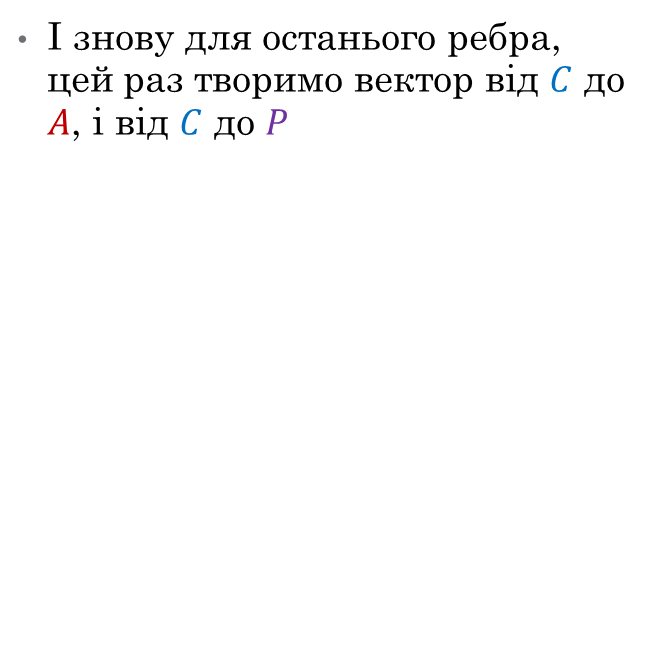 • І знову для останього ребра,
цей раз творимо вектор від C до
A, і від C до P